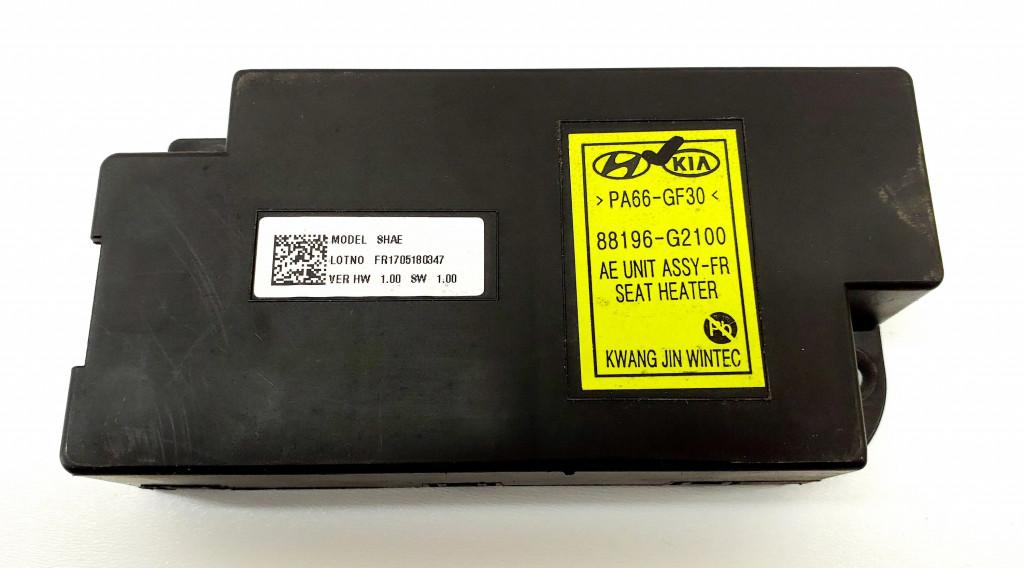 MODEL SHAE
LOTNO FR1705180347
VER HW 1.00 SW 1.00
KIA
>PA66-GF30<
88196-G2100
AE UNIT ASSY-FR
SEAT HEATER
Pb
KWANG JIN WINTEC